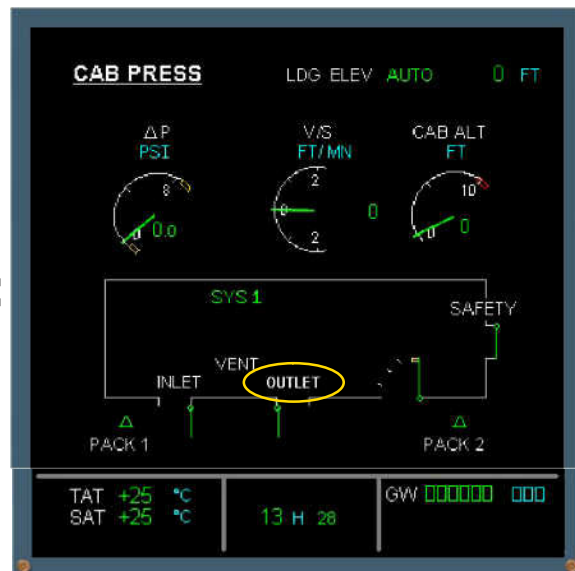 CAB PRESS LDG ELEV AUTO 0 FT
ΔP V/S CAB ALT
PSI FT/MN FT
8 2 10
0 0.0 0 0 0 0
2
SYS 1
SAFETY
VENT
INLET OUTLET
PACK 1 PACK 2
TAT +25 °C GW
SAT +25 °C 13 H 28